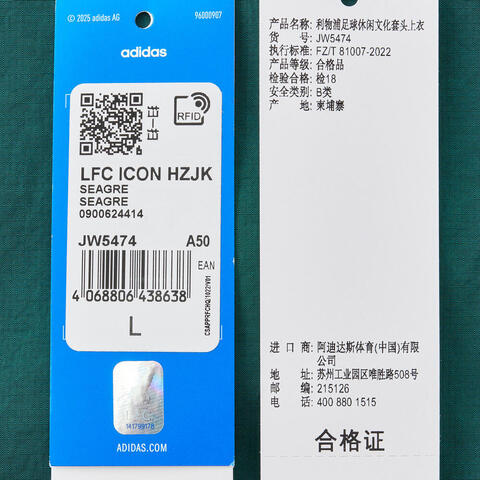 © 2025 adidas AG
96000907
adidas
RFID
LFC ICON HZJK
SEAGRE
SEAGRE
0900624414
JW5474 A50
EAN
4 068806 438638
L
141799178
ADIDAS.COM
产品名称: 利物浦足球休闲文化套头上衣
货 号: JW5474
执行标准: FZ/T 81007-2022
产品等级: 合格品
检验合格: 检18
安全类别: B类
产 地: 柬埔寨
进 口 商: 阿迪达斯体育(中国)有限
公司
地 址: 苏州工业园区唯胜路508号
邮 编: 215126
电 话: 400 880 1515
合格证